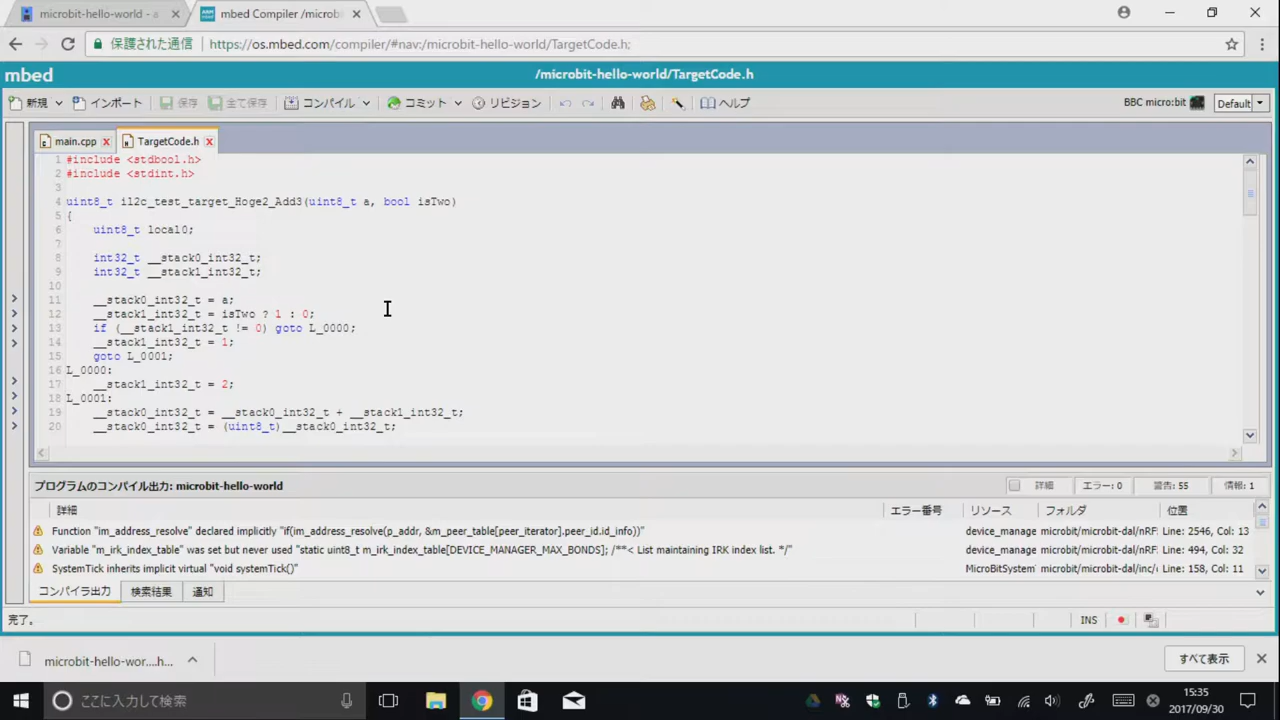 microbit-hello-world - a
mbed Compiler /microbi
保護された通信 https://os.mbed.com/compiler/#nav:/microbit-hello-world/TargetCode.h;
mbed
/microbit-hello-world/TargetCode.h
新規 インポート 保存 全て保存 コンパイル コミット リビジョン ヘルプ BBC micro:bit Default
main.cpp TargetCode.h
1 #include <stdbool.h>
2 #include <stdint.h>
3
4 uint8_t il2c_test_target_Hoge2_Add3(uint8_t a, bool isTwo)
5 {
6 uint8_t local0;
7
8 int32_t __stack0_int32_t;
9 int32_t __stack1_int32_t;
10
11 __stack0_int32_t = a;
12 __stack1_int32_t = isTwo ? 1 : 0;
13 if (__stack1_int32_t != 0) goto L_0000;
14 __stack1_int32_t = 1;
15 goto L_0001;
16 L_0000:
17 __stack1_int32_t = 2;
18 L_0001:
19 __stack0_int32_t = __stack0_int32_t + __stack1_int32_t;
20 __stack0_int32_t = (uint8_t)__stack0_int32_t;
プログラムのコンパイル出力: microbit-hello-world 詳細 エラー: 0 警告: 55 情報: 1
詳細 エラー番号 リソース フォルダ 位置
Function "im_address_resolve" declared implicitly "if(im_address_resolve(p_addr, &m_peer_table[peer_iterator].peer_id.id_info))" device_manage microbit/microbit-dal/nRF Line: 2546, Col: 13
Variable "m_irk_index_table" was set but never used "static uint8_t m_irk_index_table[DEVICE_MANAGER_MAX_BONDS]; /**< List maintaining IRK index list. */" device_manage microbit/microbit-dal/nRF Line: 494, Col: 32
SystemTick inherits implicit virtual "void systemTick()" MicroBitSystem microbit/microbit-dal/inc/ Line: 158, Col: 11
コンパイラ出力 検索結果 通知
完了。 INS
microbit-hello-wor....h... すべて表示
ここに入力して検索
15:35
2017/09/30